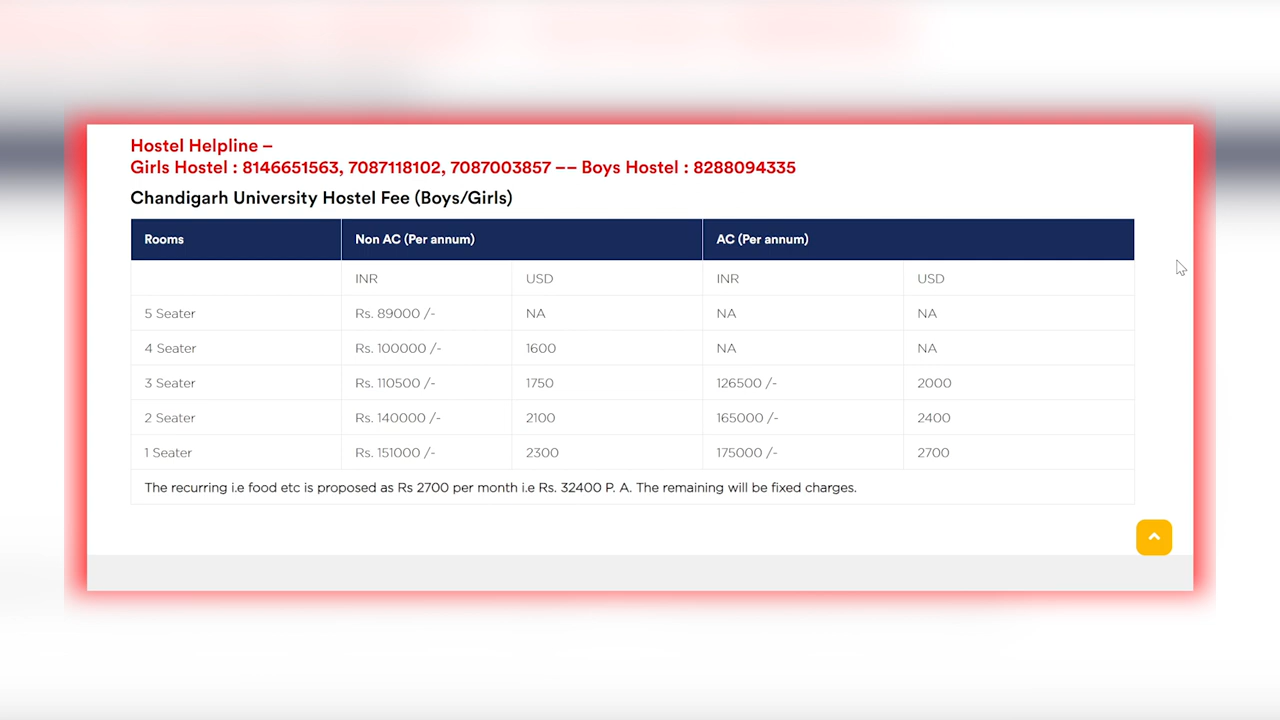 Hostel Helpline –
Girls Hostel : 8146651563, 7087118102, 7087003857 –– Boys Hostel : 8288094335
Chandigarh University Hostel Fee (Boys/Girls)
Rooms Non AC (Per annum) AC (Per annum)
INR USD INR USD
5 Seater Rs. 89000 /- NA NA NA
4 Seater Rs. 100000 /- 1600 NA NA
3 Seater Rs. 110500 /- 1750 126500 /- 2000
2 Seater Rs. 140000 /- 2100 165000 /- 2400
1 Seater Rs. 151000 /- 2300 175000 /- 2700
The recurring i.e food etc is proposed as Rs 2700 per month i.e Rs. 32400 P. A. The remaining will be fixed charges.